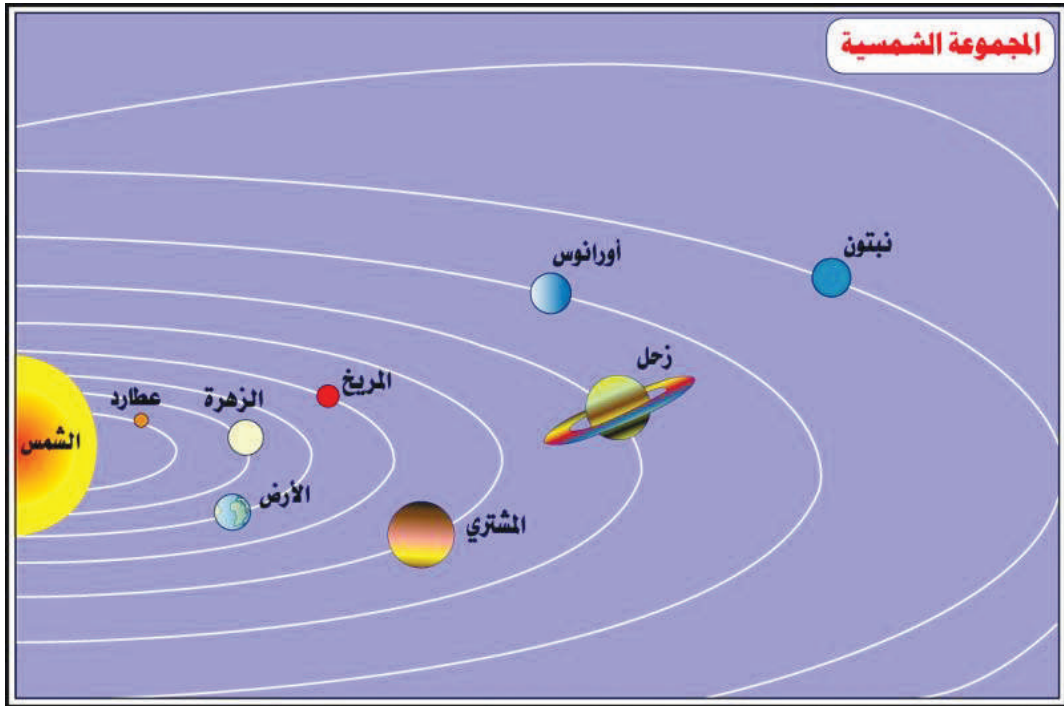 المجموعة الشمسية
نبتون
أورانوس
زحل
المريخ
الزهرة
عطارد
الشمس
الأرض
المشتري